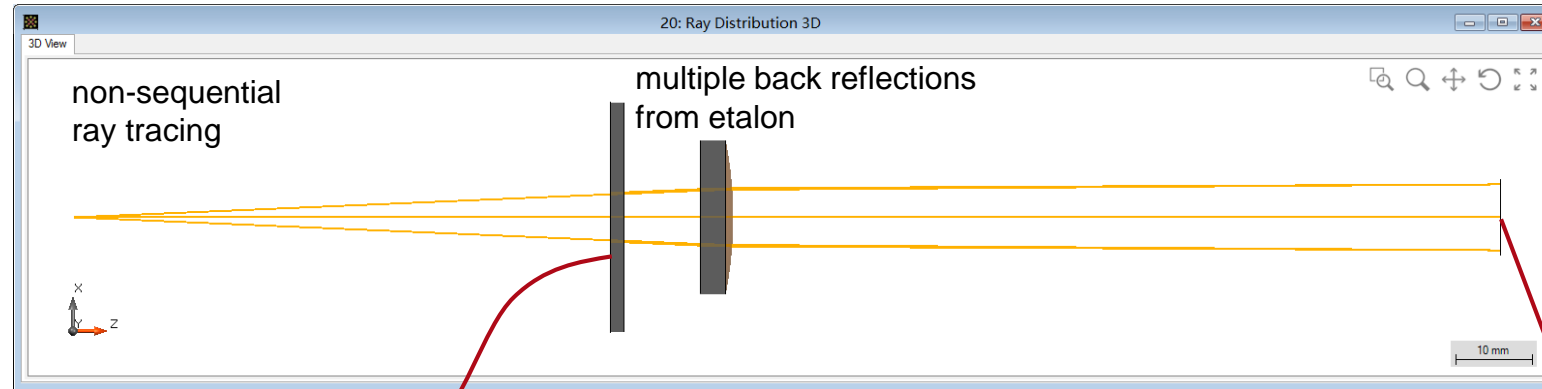 20: Ray Distribution 3D
3D View
non-sequential
ray tracing
multiple back reflections
from etalon
X
Y
Z
10 mm